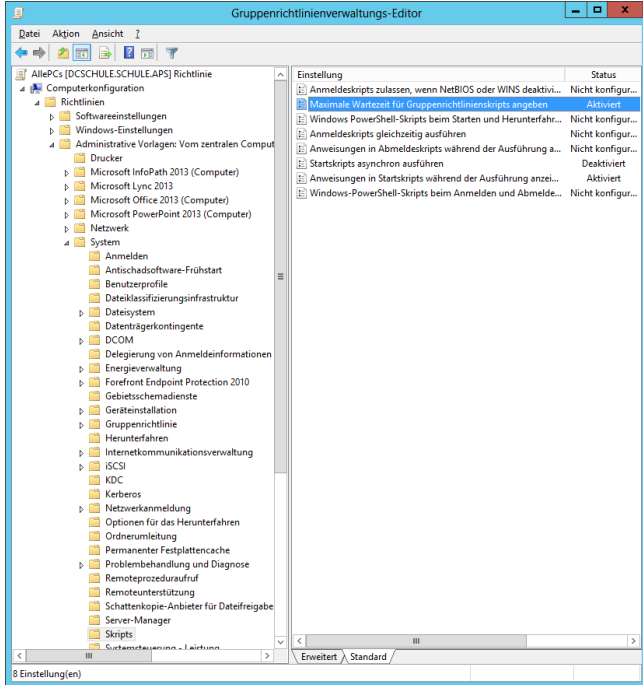 Gruppenrichtlinienverwaltungs-Editor
Datei Aktion Ansicht ?
AllePCs [DCSCHULE.SCHULE.APS] Richtlinie
Computerkonfiguration
Richtlinien
Softwareeinstellungen
Windows-Einstellungen
Administrative Vorlagen: Vom zentralen Comput
Drucker
Microsoft InfoPath 2013 (Computer)
Microsoft Lync 2013
Microsoft Office 2013 (Computer)
Microsoft PowerPoint 2013 (Computer)
Netzwerk
System
Anmelden
Antischadsoftware-Frühstart
Benutzerprofile
Dateiklassifizierungsinfrastruktur
Dateisystem
Datenträgerkontingente
DCOM
Delegierung von Anmeldeinformationen
Energieverwaltung
Forefront Endpoint Protection 2010
Gebietsschemadienste
Geräteinstallation
Gruppenrichtlinie
Herunterfahren
Internetkommunikationsverwaltung
iSCSI
KDC
Kerberos
Netzwerkanmeldung
Optionen für das Herunterfahren
Ordnerumleitung
Permanenter Festplattencache
Problembehandlung und Diagnose
Remoteprozeduraufruf
Remoteunterstützung
Schattenkopie-Anbieter für Dateifreigabe
Server-Manager
Skripts
Systemsteuerung - Leistung
Einstellung Status
Anmeldeskripts zulassen, wenn NetBIOS oder WINS deaktivi... Nicht konfigur...
Maximale Wartezeit für Gruppenrichtlinienskripts angeben Aktiviert
Windows PowerShell-Skripts beim Starten und Herunterfahr... Nicht konfigur...
Anmeldeskripts gleichzeitig ausführen Nicht konfigur...
Anweisungen in Abmeldeskripts während der Ausführung a... Nicht konfigur...
Startskripts asynchron ausführen Deaktiviert
Anweisungen in Startskripts während der Ausführung anzei... Aktiviert
Windows-PowerShell-Skripts beim Anmelden und Abmelde... Nicht konfigur...
Erweitert Standard
8 Einstellung(en)